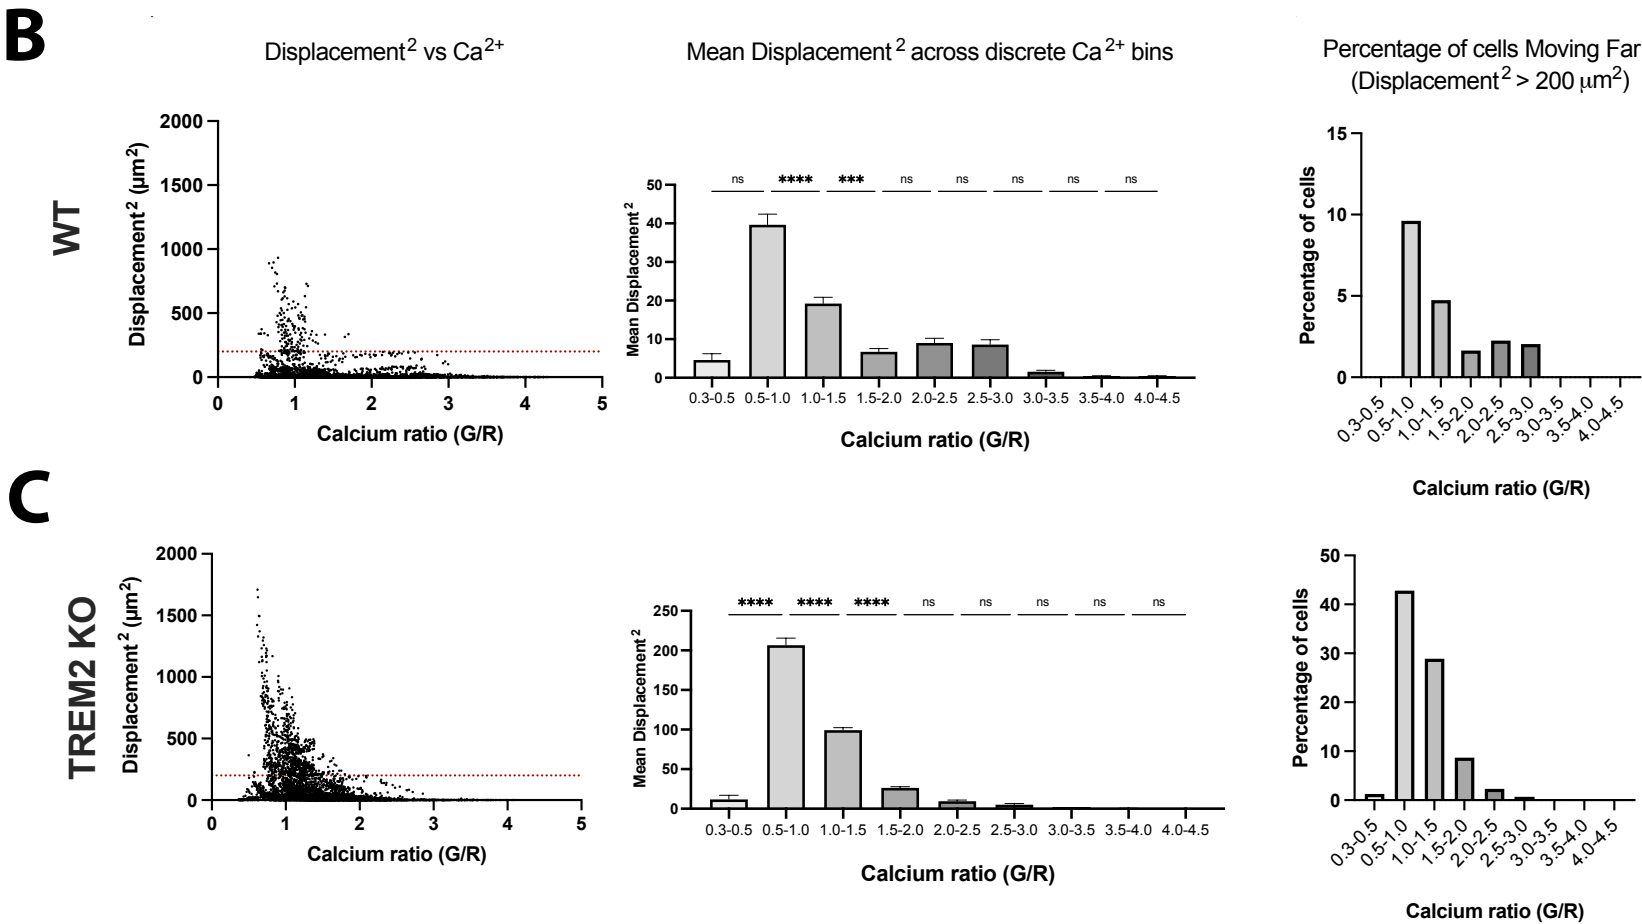 B
Displacement² vs Ca²⁺
Mean Displacement² across discrete Ca²⁺ bins
Percentage of cells Moving Far
(Displacement² > 200 µm²)
WT
Displacement² (µm²)
2000
1500
1000
500
0
0 1 2 3 4 5
Calcium ratio (G/R)
Mean Displacement²
ns **** *** ns ns ns ns ns
50
40
30
20
10
0
0.3-0.5 0.5-1.0 1.0-1.5 1.5-2.0 2.0-2.5 2.5-3.0 3.0-3.5 3.5-4.0 4.0-4.5
Calcium ratio (G/R)
Percentage of cells
15
10
5
0
0.3-0.5 0.5-1.0 1.0-1.5 1.5-2.0 2.0-2.5 2.5-3.0 3.0-3.5 3.5-4.0 4.0-4.5
Calcium ratio (G/R)
C
TREM2 KO
Displacement² (µm²)
2000
1500
1000
500
0
0 1 2 3 4 5
Calcium ratio (G/R)
Mean Displacement²
**** **** **** ns ns ns ns ns
250
200
150
100
50
0
0.3-0.5 0.5-1.0 1.0-1.5 1.5-2.0 2.0-2.5 2.5-3.0 3.0-3.5 3.5-4.0 4.0-4.5
Calcium ratio (G/R)
Percentage of cells
50
40
30
20
10
0
0.3-0.5 0.5-1.0 1.0-1.5 1.5-2.0 2.0-2.5 2.5-3.0 3.0-3.5 3.5-4.0 4.0-4.5
Calcium ratio (G/R)